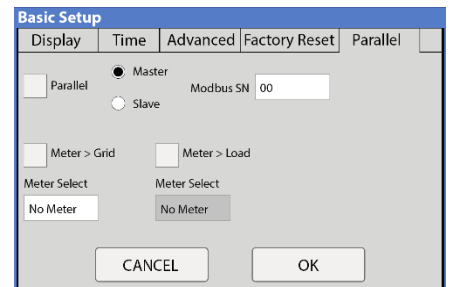 Basic Setup
Display Time Advanced Factory Reset Parallel
Parallel Master Modbus SN 00
Slave
Meter > Grid Meter > Load
Meter Select Meter Select
No Meter No Meter
CANCEL OK